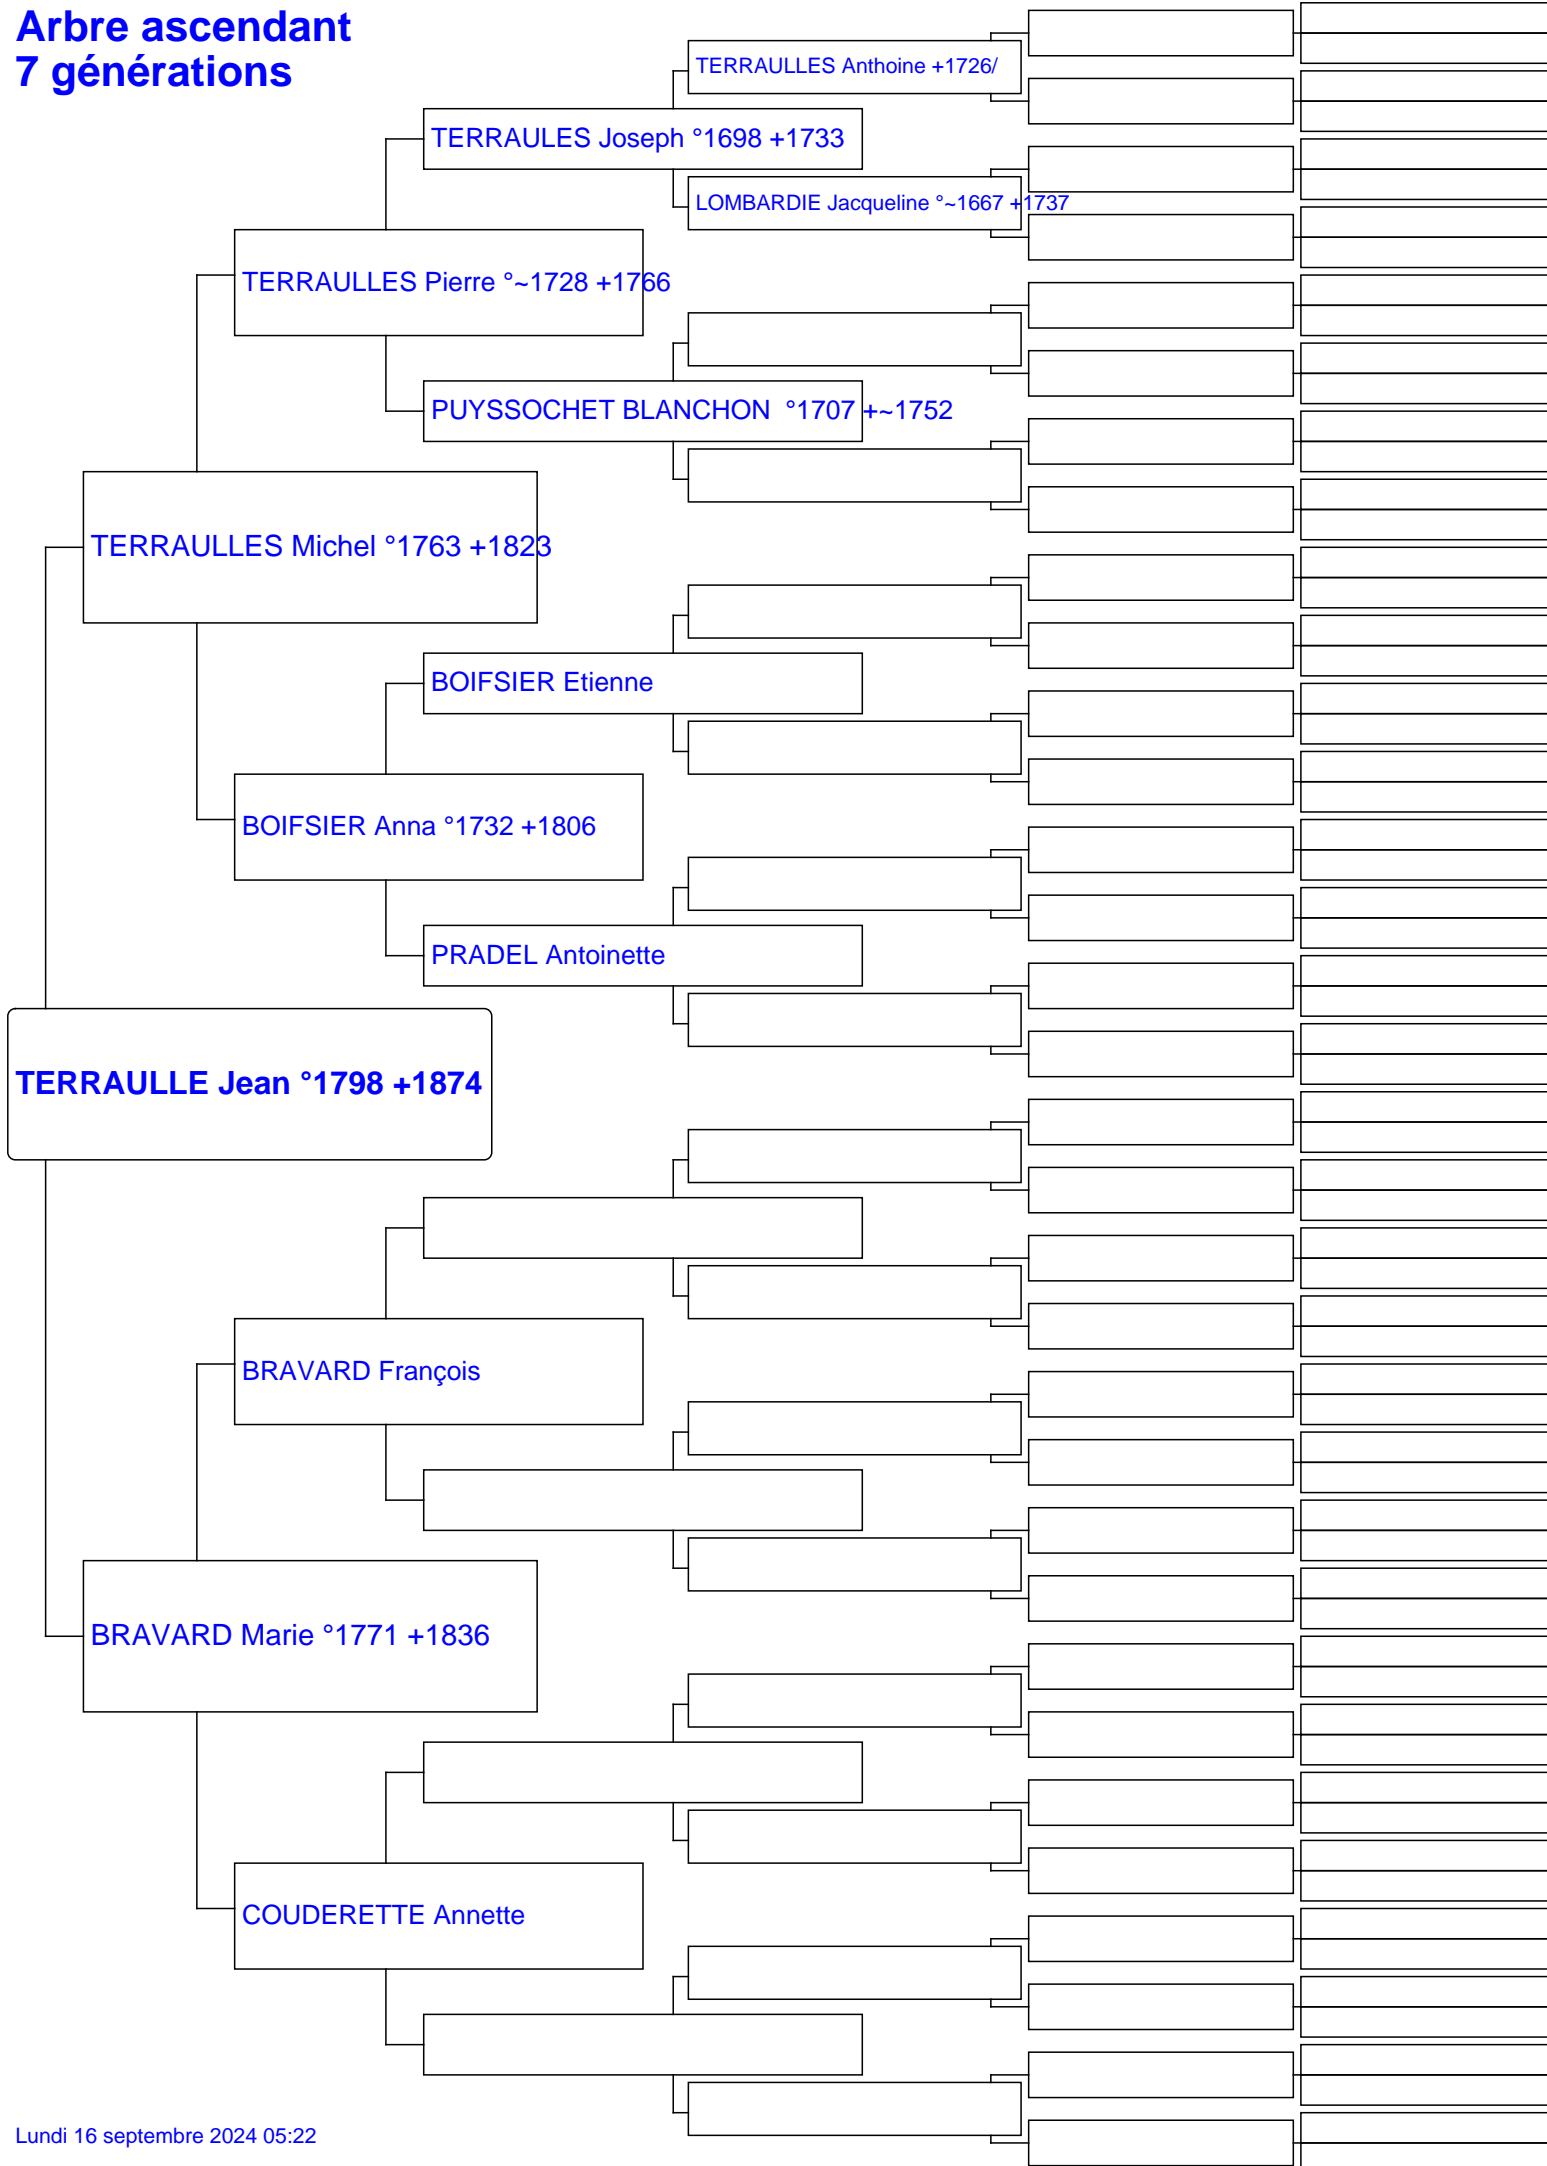 Arbre ascendant
7 générations
TERRAULLES Anthoine +1726/
TERRAULES Joseph °1698 +1733
LOMBARDIE Jacqueline °~1667 +1737
TERRAULLES Pierre °~1728 +1766
PUYSSOCHET BLANCHON  °1707 +~1752
TERRAULLES Michel °1763 +1823
BOIFSIER Etienne
BOIFSIER Anna °1732 +1806
PRADEL Antoinette
TERRAULLE Jean °1798 +1874
BRAVARD François
BRAVARD Marie °1771 +1836
COUDERETTE Annette
Lundi 16 septembre 2024 05:22